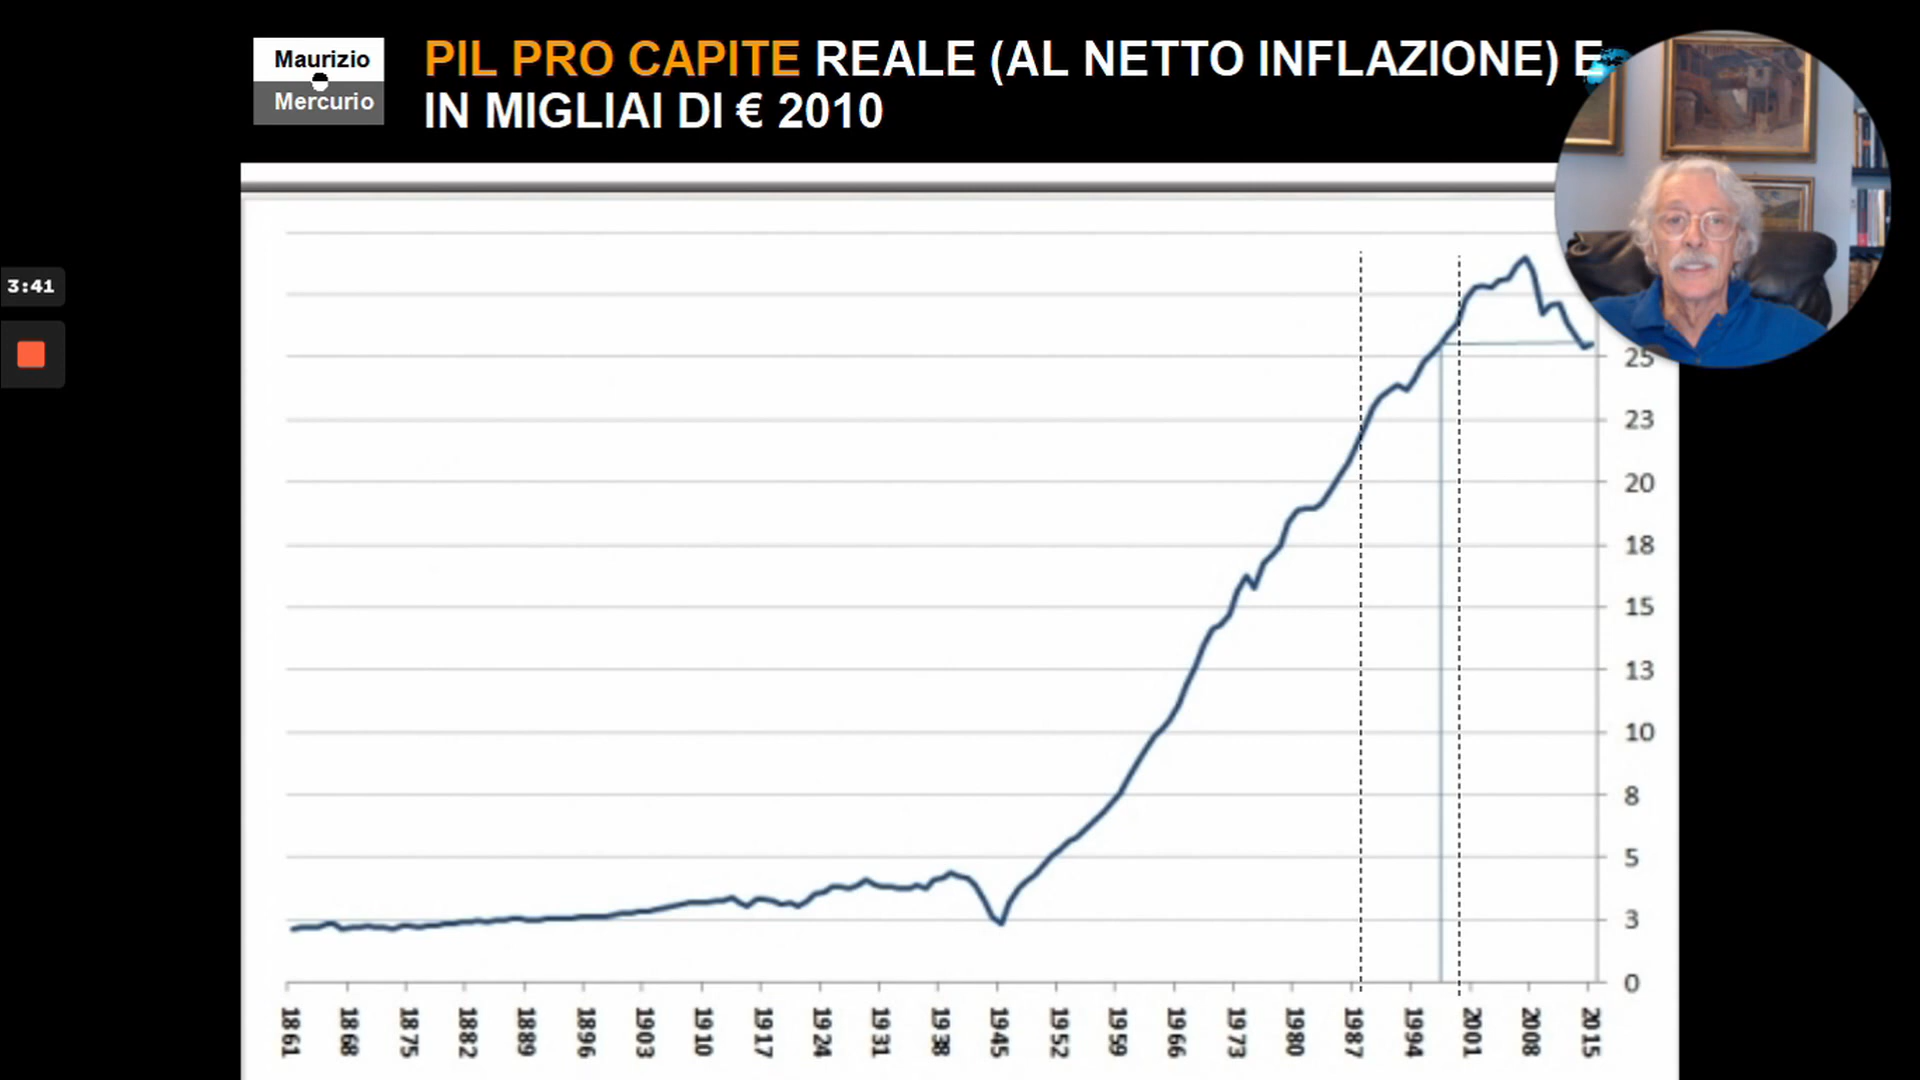 Maurizio
Mercurio
PIL PRO CAPITE REALE (AL NETTO INFLAZIONE) E
IN MIGLIAI DI € 2010
3:41
25
23
20
18
15
13
10
8
5
3
0
1861 1868 1875 1882 1889 1896 1903 1910 1917 1924 1931 1938 1945 1952 1959 1966 1973 1980 1987 1994 2001 2008 2015